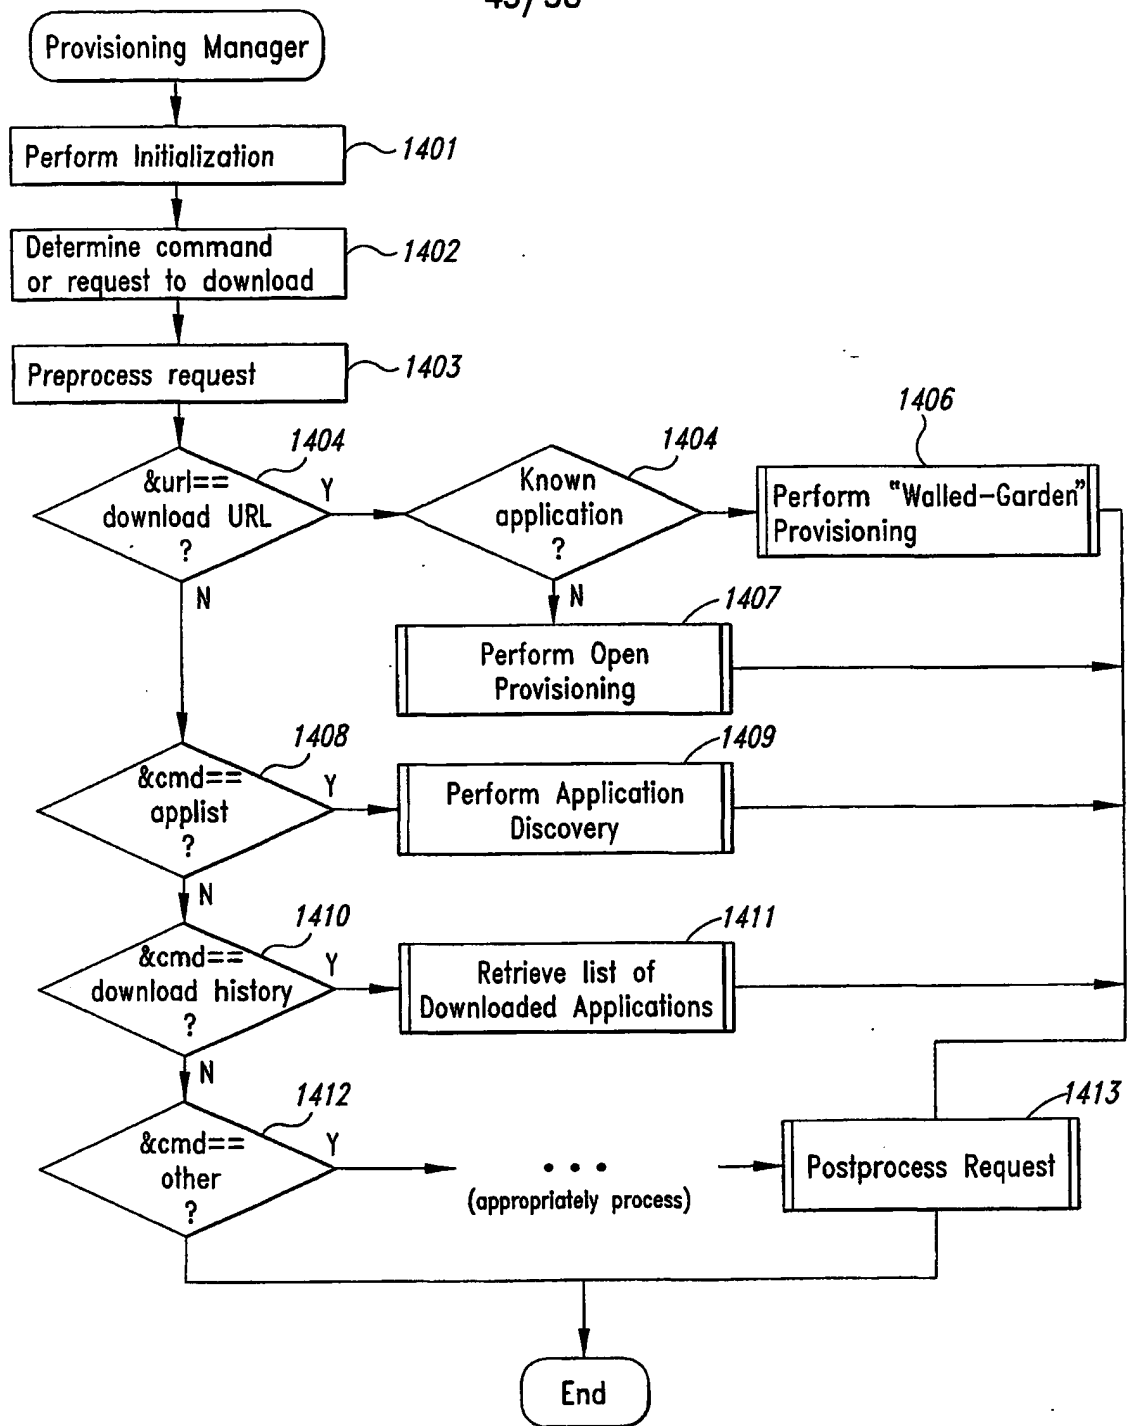 Provisioning Manager
Perform Initialization
1401
Determine command
or request to download
1402
Preprocess request
1403
&url==
download URL
?
1404
Y
N
Known
application
?
1404
N
1406
Perform "Walled-Garden"
Provisioning
1407
Perform Open
Provisioning
&cmd==
applist
?
1408
Y
N
1409
Perform Application
Discovery
&cmd==
download history
?
1410
Y
N
1411
Retrieve list of
Downloaded Applications
&cmd==
other
?
1412
Y
• • •
(appropriately process)
1413
Postprocess Request
End